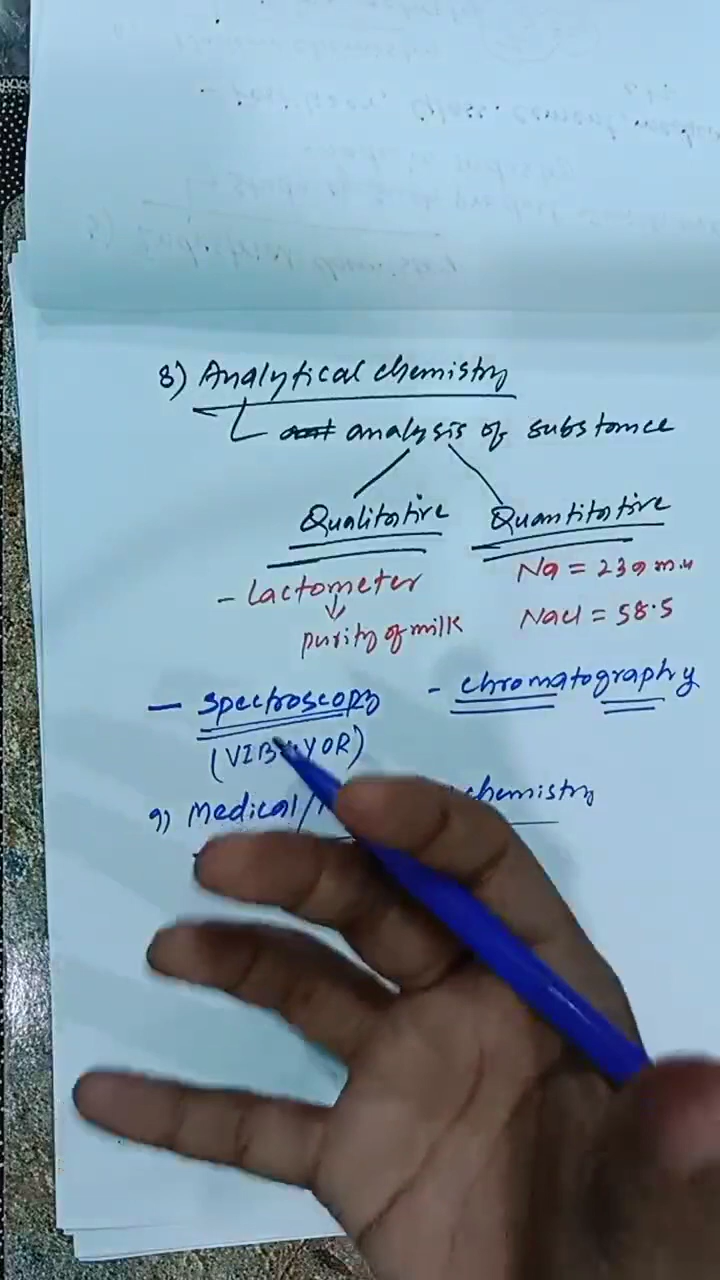 8) Analytical chemistry
analysis of substance
Qualitative Quantitative
- Lactometer Na = 23 a m.u
purity of milk NaCl = 58.5
- Spectroscopy - chromatography
(VIBGYOR)
9) Medical/ chemistry